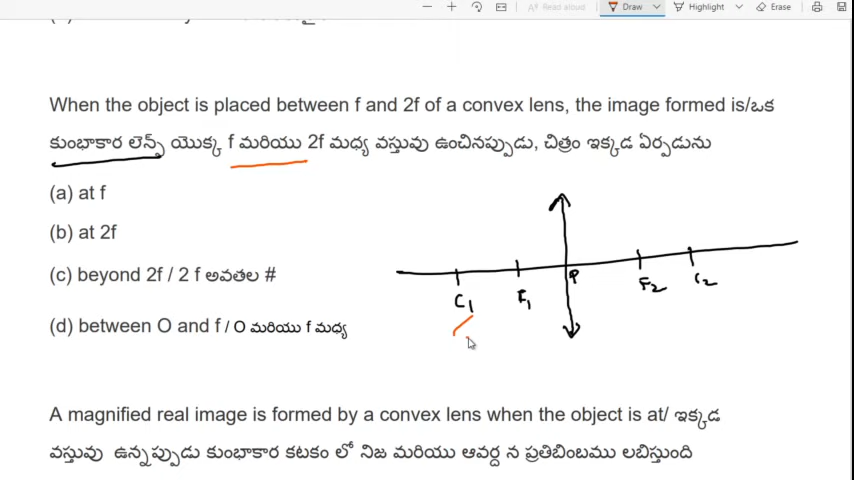 Read aloud
Draw
Highlight
Erase
When the object is placed between f and 2f of a convex lens, the image formed is/ఒక
కుంభాకార లెన్స్ యొక్క f మరియు 2f మధ్య వస్తువు ఉంచినప్పుడు, చిత్రం ఇక్కడ ఏర్పడును
(a) at f
(b) at 2f
(c) beyond 2f / 2 f అవతల #
(d) between O and f / O మరియు f మధ్య
C1 F1 P F2 C2
A magnified real image is formed by a convex lens when the object is at/ ఇక్కడ
వస్తువు ఉన్నప్పుడు కుంభాకార కటకం లో నిజ మరియు ఆవర్ధ న ప్రతిబింబము లబిస్తుంది